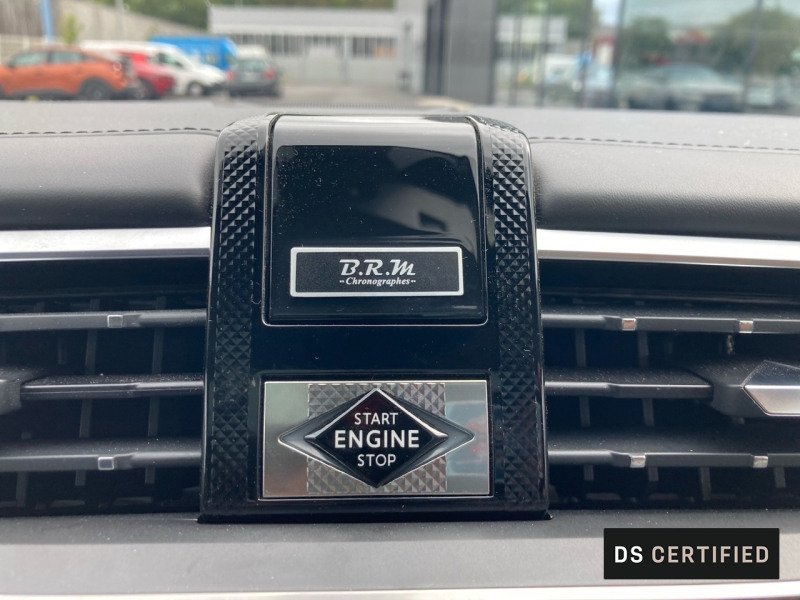 B.R.M
-- Chronographes --
START
ENGINE
STOP
DS CERTIFIED